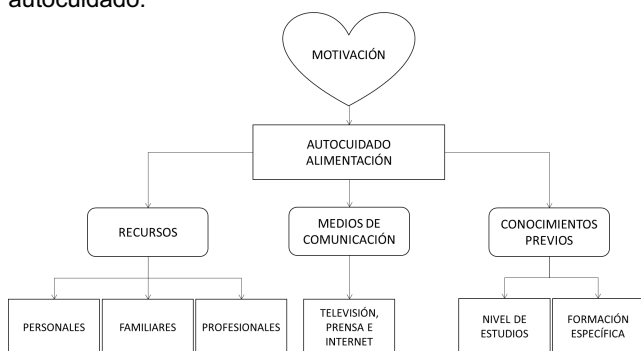 autocuidado.
MOTIVACIÓN
AUTOCUIDADO
ALIMENTACIÓN
RECURSOS
MEDIOS DE
COMUNICACIÓN
CONOCIMIENTOS
PREVIOS
PERSONALES
FAMILIARES
PROFESIONALES
TELEVISIÓN,
PRENSA E
INTERNET
NIVEL DE
ESTUDIOS
FORMACIÓN
ESPECÍFICA